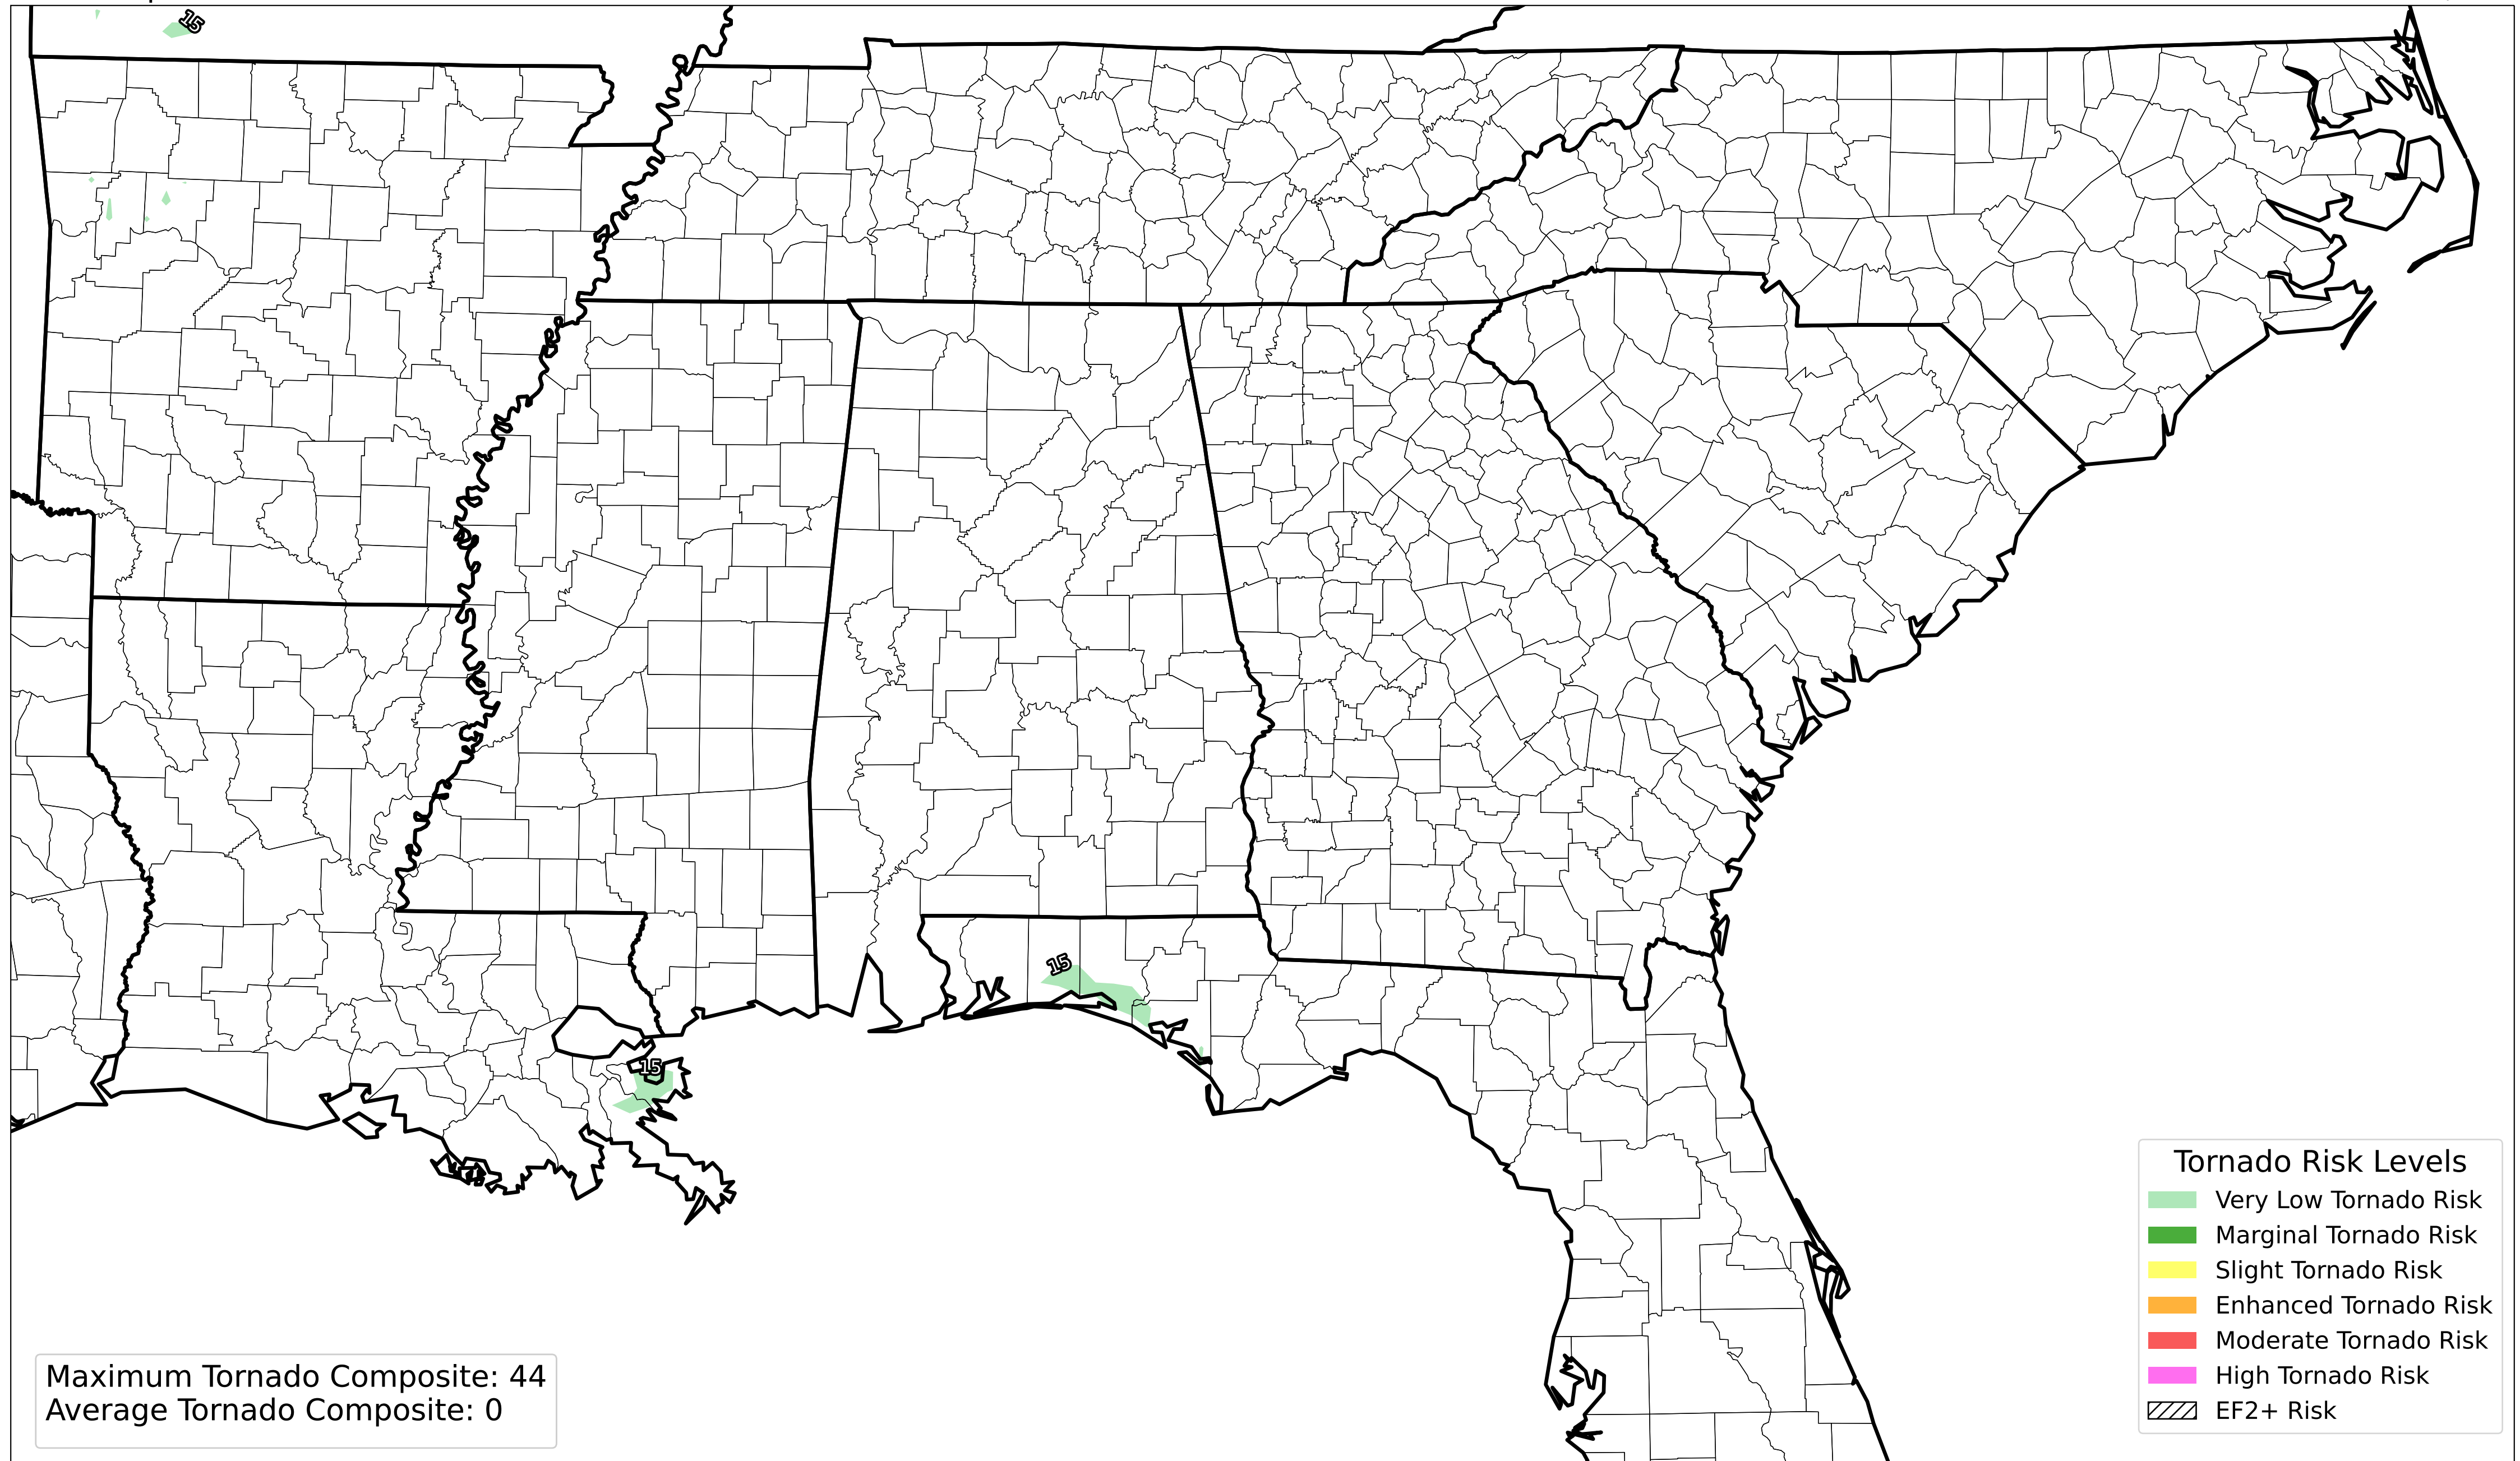 15
15
15
Tornado Risk Levels
Very Low Tornado Risk
Marginal Tornado Risk
Slight Tornado Risk
Enhanced Tornado Risk
Moderate Tornado Risk
High Tornado Risk
EF2+ Risk
Maximum Tornado Composite: 44
Average Tornado Composite: 0